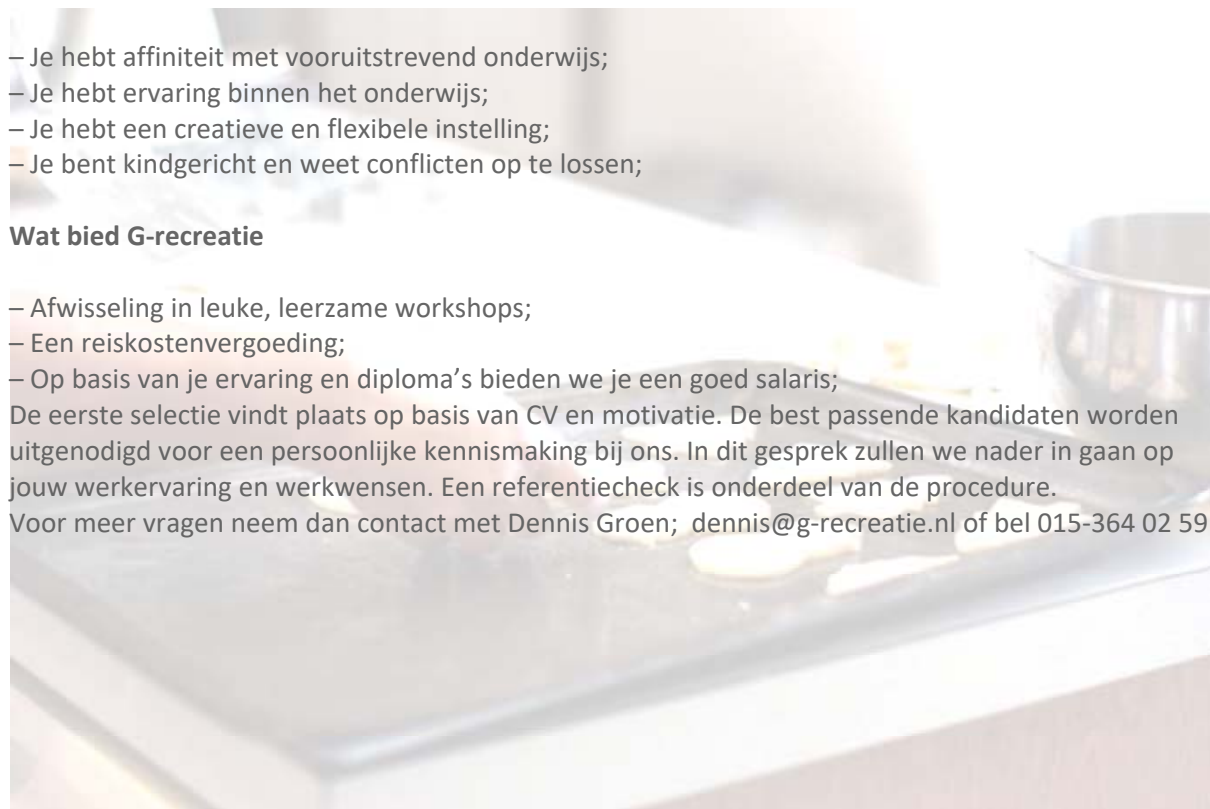 – Je hebt affiniteit met vooruitstrevend onderwijs;
– Je hebt ervaring binnen het onderwijs;
– Je hebt een creatieve en flexibele instelling;
– Je bent kindgericht en weet conflicten op te lossen;
Wat bied G-recreatie
– Afwisseling in leuke, leerzame workshops;
– Een reiskostenvergoeding;
– Op basis van je ervaring en diploma’s bieden we je een goed salaris;
De eerste selectie vindt plaats op basis van CV en motivatie. De best passende kandidaten worden
uitgenodigd voor een persoonlijke kennismaking bij ons. In dit gesprek zullen we nader in gaan op
jouw werkervaring en werkwensen. Een referentiecheck is onderdeel van de procedure.
Voor meer vragen neem dan contact met Dennis Groen; dennis@g-recreatie.nl of bel 015-364 02 59